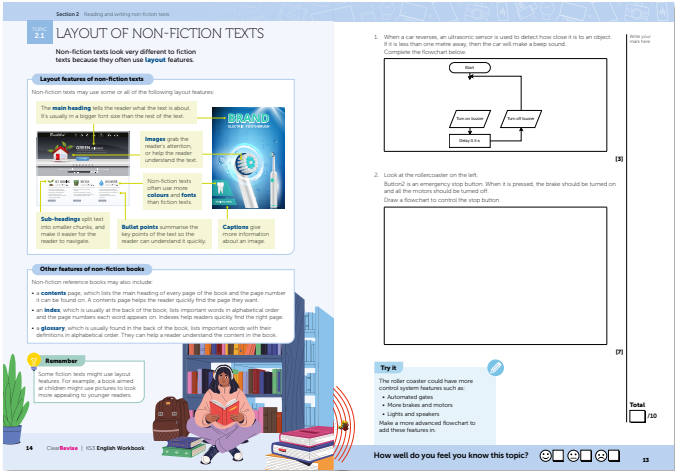 Section 2 Reading and writing non-fiction texts
TOPIC
2.1
LAYOUT OF NON-FICTION TEXTS
Non-fiction texts look very different to fiction
texts because they often use layout features.
Layout features of non-fiction texts
Non-fiction texts may use some or all of the following layout features:
The main heading tells the reader what the text is about.
It's usually in a bigger font size than the rest of the text.
BRAND
ELECTRIC TOOTHBRUSH
Images grab the
reader's attention,
or help the reader
understand the text.
GREEN
Non-fiction texts
often use more
colours and fonts
than fiction texts.
Sub-headings split text
into smaller chunks, and
make it easier for the
reader to navigate.
Bullet points summarise the
key points of the text so the
reader can understand it quickly.
Captions give
more information
about an image.
Other features of non-fiction books
Non-fiction reference books may also include:
• a contents page, which lists the main heading of every page of the book and the page number
it can be found on. A contents page helps the reader quickly find the page they want.
• an index, which is usually at the back of the book, lists important words in alphabetical order
and the page numbers each word appears on. Indexes help readers quickly find the right page.
• a glossary, which is usually found in the back of the book, lists important words with their
definitions in alphabetical order. They can help a reader understand the content in the book.
Remember
Some fiction texts might use layout
features. For example, a book aimed
at children might use pictures to look
more appealing to younger readers.
14 ClearRevise | KS3 English Workbook
1. When a car reverses, an ultrasonic sensor is used to detect how close it is to an object.
If it is less than one metre away, then the car will make a beep sound.
Complete the flowchart below.
Write your
mark here
Start
Turn on buzzer
Turn off buzzer
Delay 0.5 s
[3]
2. Look at the rollercoaster on the left.
Button2 is an emergency stop button. When it is pressed, the brake should be turned on
and all the motors should be turned off.
Draw a flowchart to control the stop button.
[7]
Try it
The roller coaster could have more
control system features such as:
• Automated gates
• More brakes and motors
• Lights and speakers
Make a more advanced flowchart to
add these features in.
Total
/10
How well do you feel you know this topic?
13